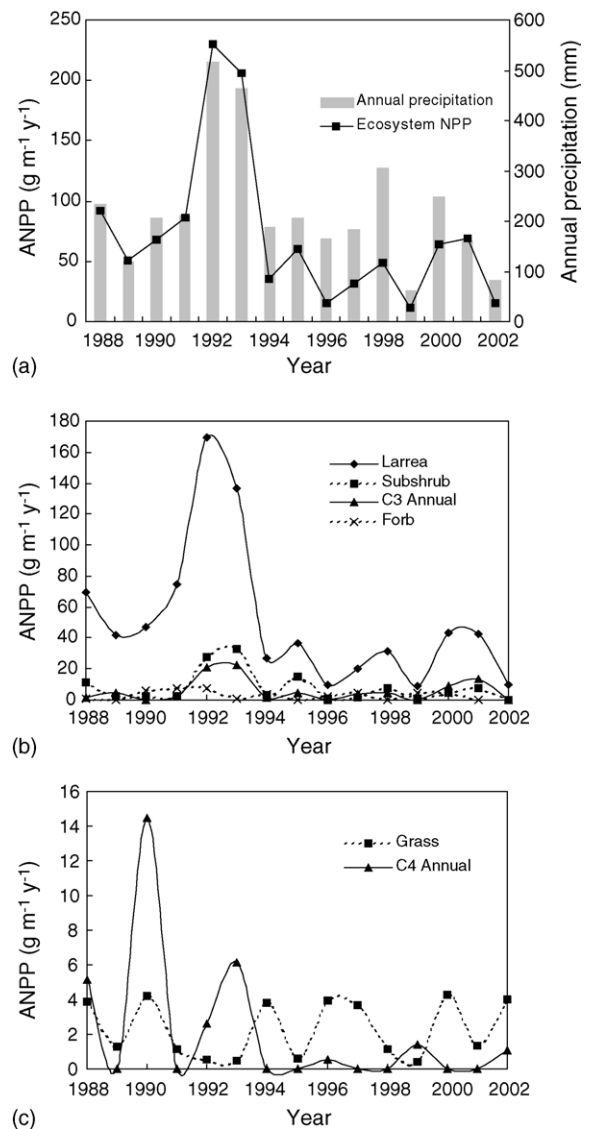 250
200
150
100
50
0
600
500
400
300
200
100
0
ANPP (g m-1 y-1)
Annual precipitation (mm)
Annual precipitation
Ecosystem NPP
1988 1990 1992 1994 1996 1998 2000 2002
Year
(a)
180
160
140
120
100
80
60
40
20
0
ANPP (g m-1 y-1)
Larrea
Subshrub
C3 Annual
Forb
1988 1990 1992 1994 1996 1998 2000 2002
Year
(b)
16
14
12
10
8
6
4
2
0
ANPP (g m-1 y-1)
Grass
C4 Annual
1988 1990 1992 1994 1996 1998 2000 2002
Year
(c)